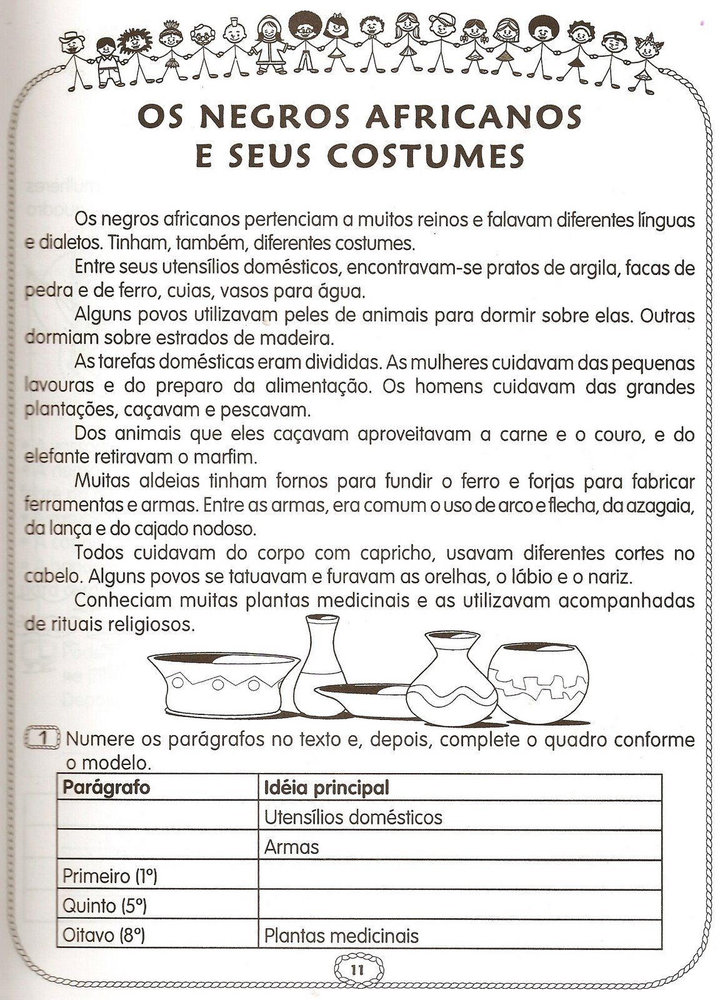 OS NEGROS AFRICANOS
E SEUS COSTUMES
Os negros africanos pertenciam a muitos reinos e falavam diferentes línguas
e dialetos. Tinham, também, diferentes costumes.
Entre seus utensílios domésticos, encontravam-se pratos de argila, facas de
pedra e de ferro, cuias, vasos para água.
Alguns povos utilizavam peles de animais para dormir sobre elas. Outras
dormiam sobre estrados de madeira.
As tarefas domésticas eram divididas. As mulheres cuidavam das pequenas
lavouras e do preparo da alimentação. Os homens cuidavam das grandes
plantações, caçavam e pescavam.
Dos animais que eles caçavam aproveitavam a carne e o couro, e do
elefante retiravam o marfim.
Muitas aldeias tinham fornos para fundir o ferro e forjas para fabricar
ferramentas e armas. Entre as armas, era comum o uso de arco e flecha, da azagaia,
da lança e do cajado nodoso.
Todos cuidavam do corpo com capricho, usavam diferentes cortes no
cabelo. Alguns povos se tatuavam e furavam as orelhas, o lábio e o nariz.
Conheciam muitas plantas medicinais e as utilizavam acompanhadas
de rituais religiosos.
1 Numere os parágrafos no texto e, depois, complete o quadro conforme
o modelo.
Parágrafo Idéia principal
Utensílios domésticos
Armas
Primeiro (1º)
Quinto (5º)
Oitavo (8º) Plantas medicinais
11